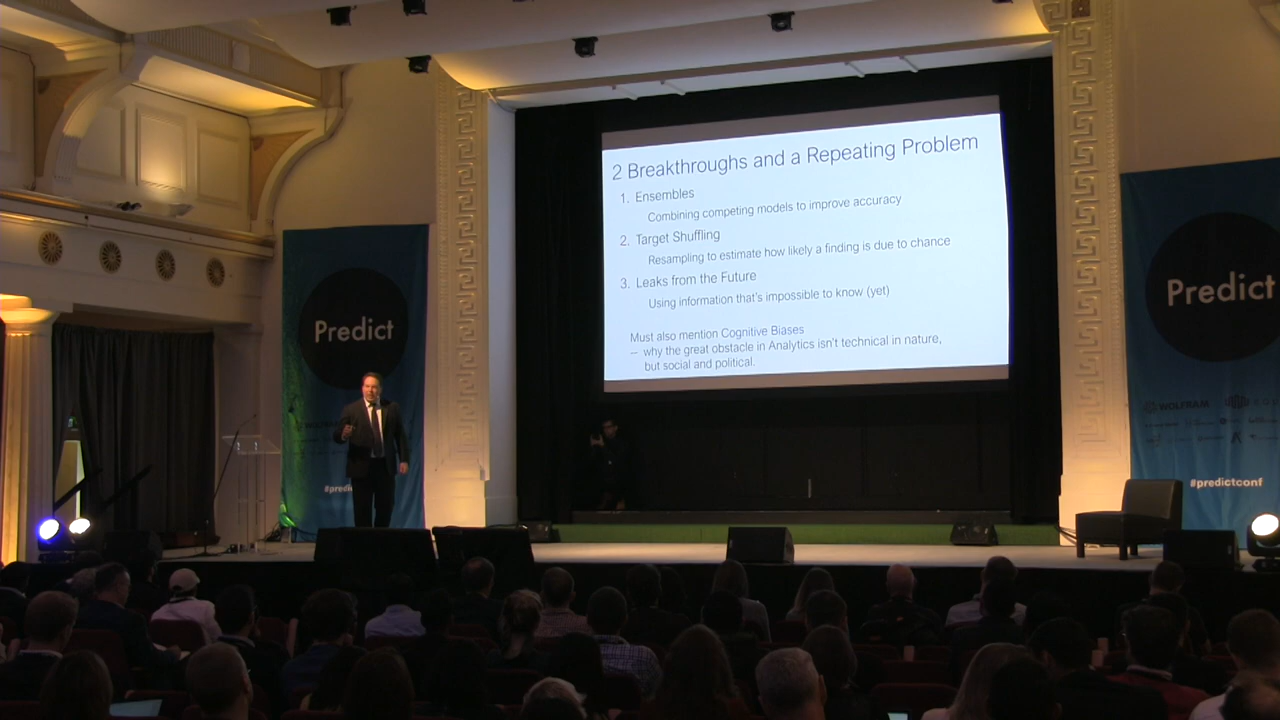 2 Breakthroughs and a Repeating Problem
1. Ensembles
Combining competing models to improve accuracy
2. Target Shuffling
Resampling to estimate how likely a finding is due to chance
3. Leaks from the Future
Using information that's impossible to know (yet)
Must also mention Cognitive Biases
-- why the great obstacle in Analytics isn't technical in nature,
but social and political.
Predict
Predict
WOLFRAM
#predictconf